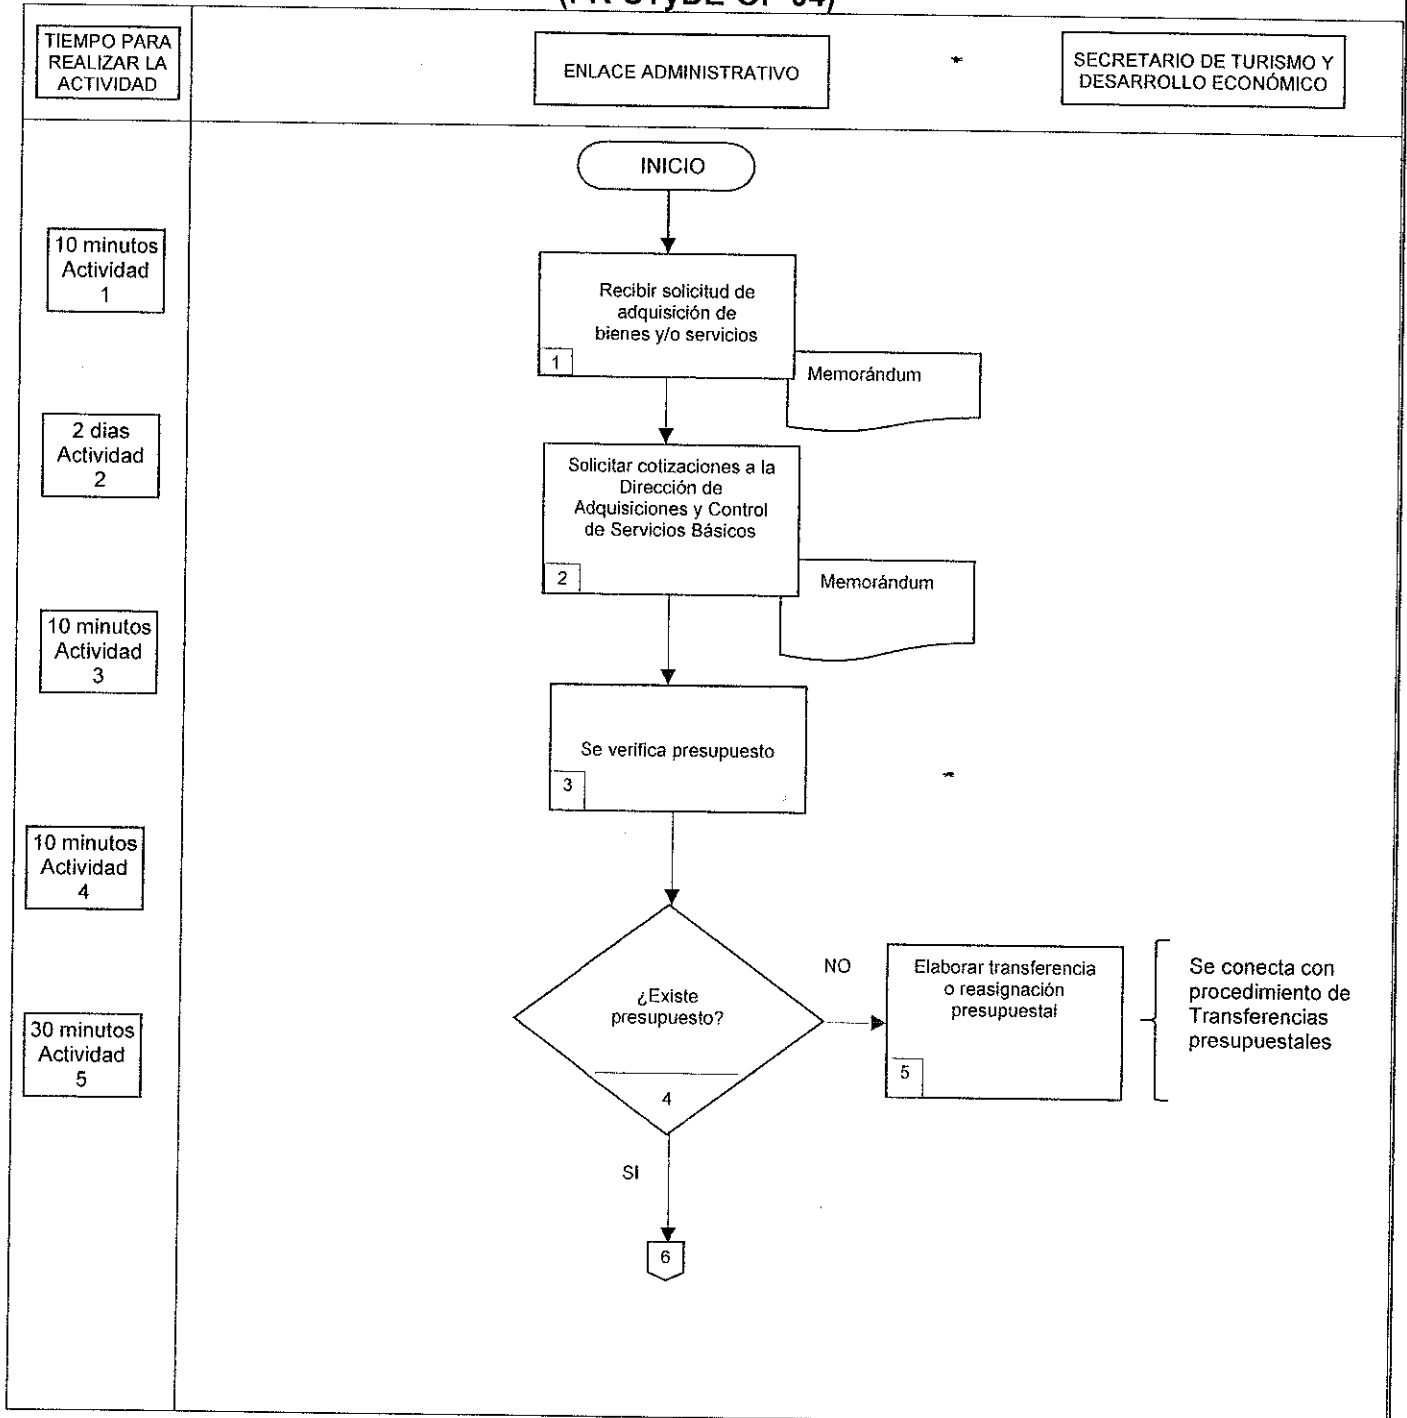 TIEMPO PARA
REALIZAR LA
ACTIVIDAD
ENLACE ADMINISTRATIVO
SECRETARIO DE TURISMO Y
DESARROLLO ECONÓMICO
INICIO
10 minutos
Actividad
1
Recibir solicitud de
adquisición de
bienes y/o servicios
1
Memorándum
2 dias
Actividad
2
Solicitar cotizaciones a la
Dirección de
Adquisiciones y Control
de Servicios Básicos
2
Memorándum
10 minutos
Actividad
3
Se verifica presupuesto
3
10 minutos
Actividad
4
¿Existe
presupuesto?
4
NO
Elaborar transferencia
o reasignación
presupuestal
5
Se conecta con
procedimiento de
Transferencias
presupuestales
30 minutos
Actividad
5
SI
6